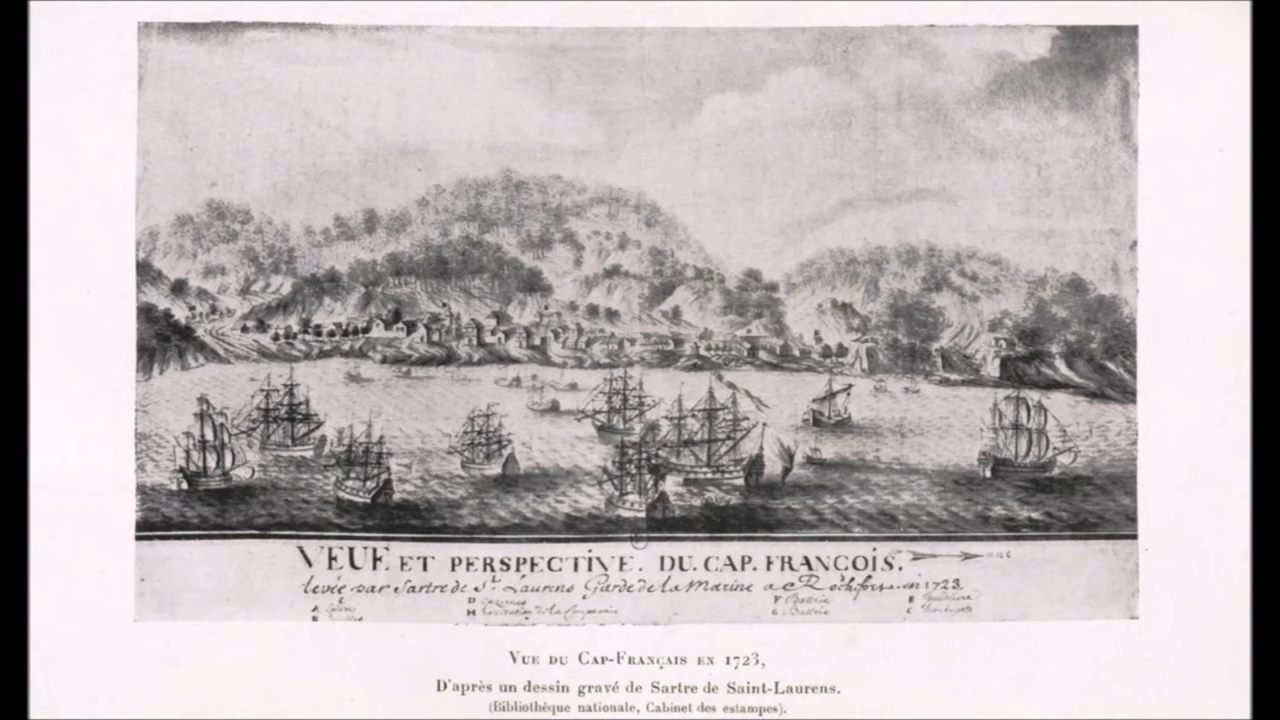 VEUE ET PERSPECTIVE. DU. CAP. FRANCOIS.
levée par Sartre de St. Laurens Garde de la Marine a Rochefort en 1723.
A D F Battrie E
B H G Battrie C
VUE DU CAP-FRANÇAIS EN 1723,
D'après un dessin gravé de Sartre de Saint-Laurens.
(Bibliothèque nationale, Cabinet des estampes).